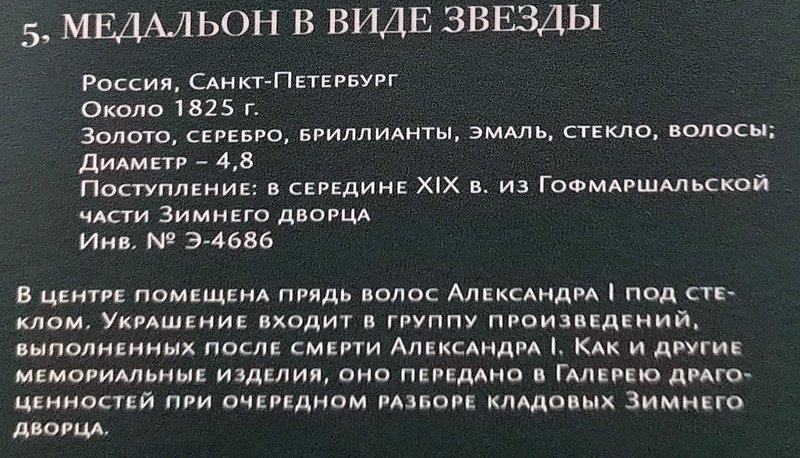 5, МЕДАЛЬОН В ВИДЕ ЗВЕЗДЫ
Россия, Санкт-Петербург
Около 1825 г.
Золото, серебро, бриллианты, эмаль, стекло, волосы;
Диаметр – 4,8
Поступление: в середине XIX в. из Гофмаршальской
части Зимнего дворца
Инв. № Э-4686
В центре помещена прядь волос Александра I под сте-
клом. Украшение входит в группу произведений,
выполненных после смерти Александра I. Как и другие
мемориальные изделия, оно передано в Галерею драго-
ценностей при очередном разборе кладовых Зимнего
дворца.